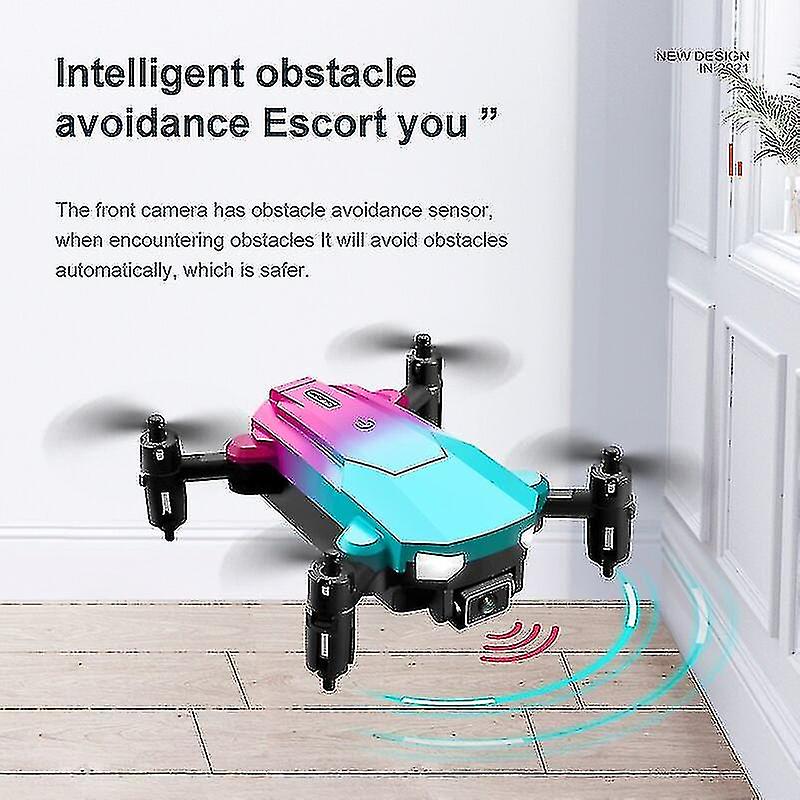 Intelligent obstacle
avoidance Escort you ”
NEW DESIGN
IN 2021
The front camera has obstacle avoidance sensor,
when encountering obstacles It will avoid obstacles
automatically, which is safer.